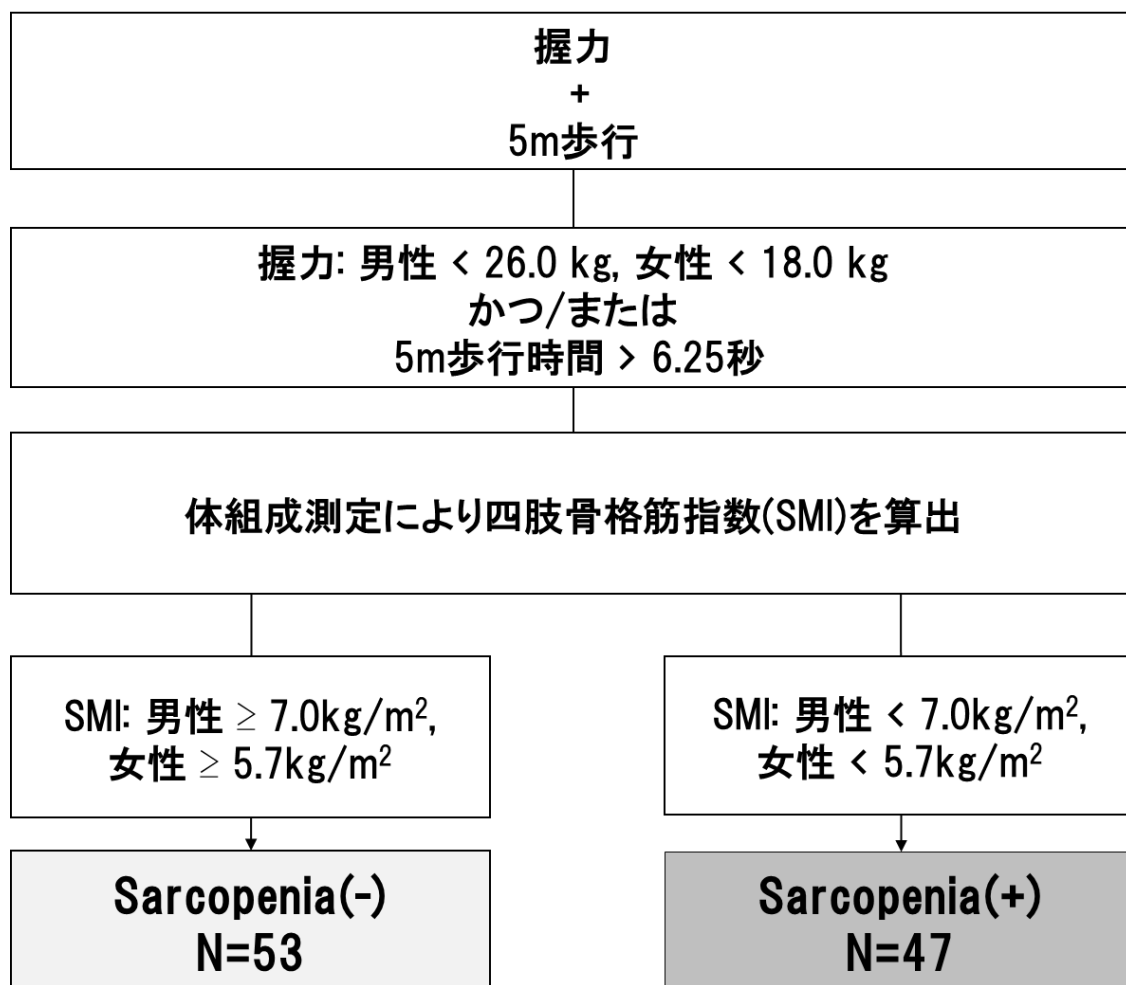 握力
+
5m歩行
握力: 男性 < 26.0 kg, 女性 < 18.0 kg
かつ/または
5m歩行時間 > 6.25秒
体組成測定により四肢骨格筋指数(SMI)を算出
SMI: 男性 ≥ 7.0kg/m²,
女性 ≥ 5.7kg/m²
SMI: 男性 < 7.0kg/m²,
女性 < 5.7kg/m²
Sarcopenia(-)
N=53
Sarcopenia(+)
N=47